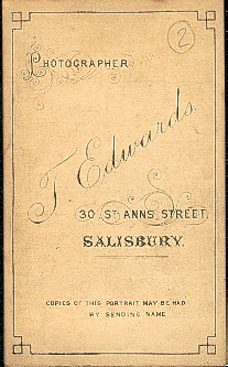 2
PHOTOGRAPHER
T. Edwards.
30, ST. ANNS, STREET,
SALISBURY.
COPIES OF THIS PORTRAIT MAY BE HAD
BY SENDING NAME